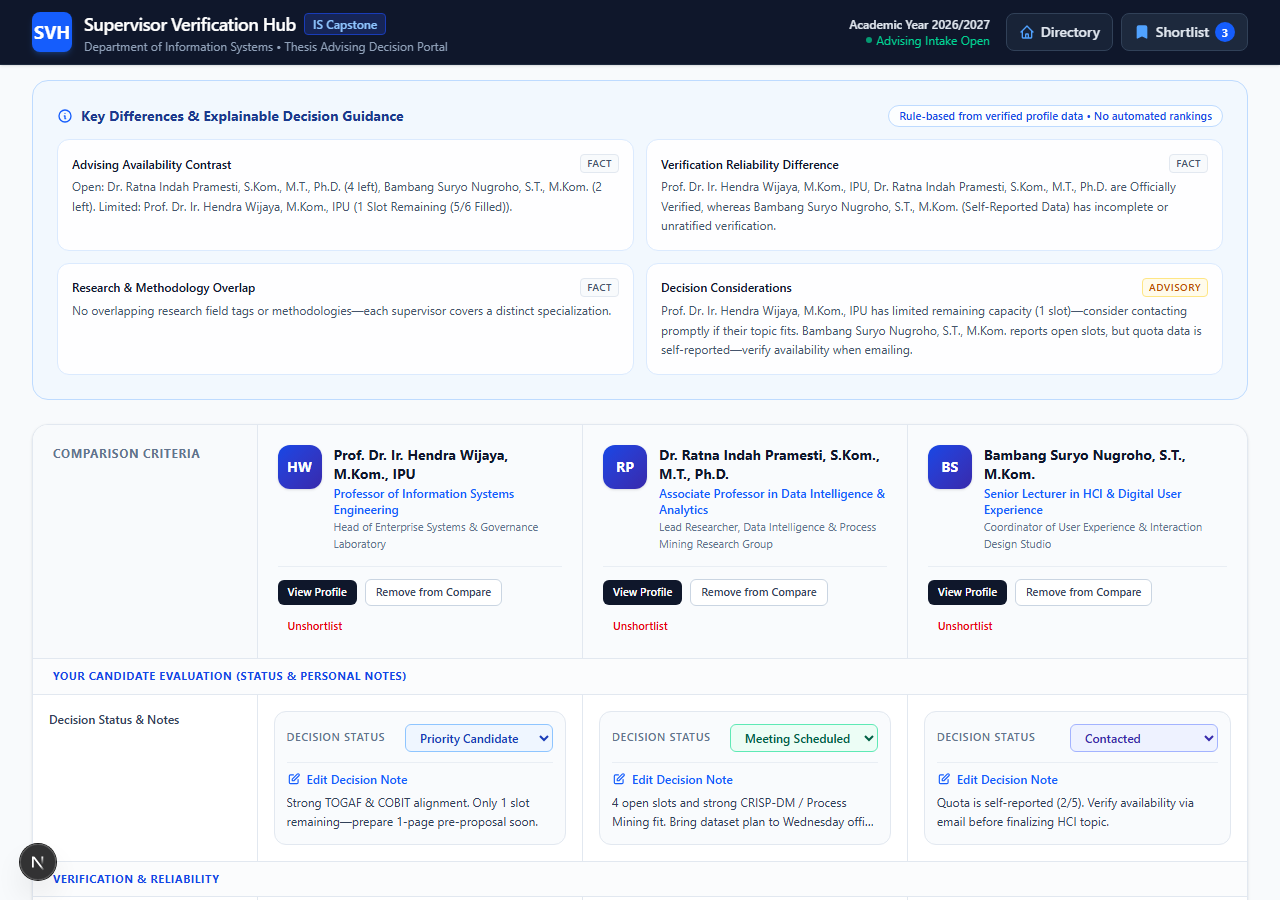 SVH
Supervisor Verification Hub
IS Capstone
Department of Information Systems • Thesis Advising Decision Portal
Academic Year 2026/2027
Advising Intake Open
Directory
Shortlist 3
Key Differences & Explainable Decision Guidance
Rule-based from verified profile data • No automated rankings
Advising Availability Contrast
FACT
Open: Dr. Ratna Indah Pramesti, S.Kom., M.T., Ph.D. (4 left), Bambang Suryo Nugroho, S.T., M.Kom. (2
left). Limited: Prof. Dr. Ir. Hendra Wijaya, M.Kom., IPU (1 Slot Remaining (5/6 Filled)).
Verification Reliability Difference
FACT
Prof. Dr. Ir. Hendra Wijaya, M.Kom., IPU, Dr. Ratna Indah Pramesti, S.Kom., M.T., Ph.D. are Officially
Verified, whereas Bambang Suryo Nugroho, S.T., M.Kom. (Self-Reported Data) has incomplete or
unratified verification.
Research & Methodology Overlap
FACT
No overlapping research field tags or methodologies—each supervisor covers a distinct specialization.
Decision Considerations
ADVISORY
Prof. Dr. Ir. Hendra Wijaya, M.Kom., IPU has limited remaining capacity (1 slot)—consider contacting
promptly if their topic fits. Bambang Suryo Nugroho, S.T., M.Kom. reports open slots, but quota data is
self-reported—verify availability when emailing.
COMPARISON CRITERIA
HW
Prof. Dr. Ir. Hendra Wijaya,
M.Kom., IPU
Professor of Information Systems
Engineering
Head of Enterprise Systems & Governance
Laboratory
View Profile
Remove from Compare
Unshortlist
RP
Dr. Ratna Indah Pramesti, S.Kom.,
M.T., Ph.D.
Associate Professor in Data Intelligence &
Analytics
Lead Researcher, Data Intelligence & Process
Mining Research Group
View Profile
Remove from Compare
Unshortlist
BS
Bambang Suryo Nugroho, S.T.,
M.Kom.
Senior Lecturer in HCI & Digital User
Experience
Coordinator of User Experience & Interaction
Design Studio
View Profile
Remove from Compare
Unshortlist
YOUR CANDIDATE EVALUATION (STATUS & PERSONAL NOTES)
Decision Status & Notes
DECISION STATUS
Priority Candidate
Edit Decision Note
Strong TOGAF & COBIT alignment. Only 1 slot
remaining—prepare 1-page pre-proposal soon.
DECISION STATUS
Meeting Scheduled
Edit Decision Note
4 open slots and strong CRISP-DM / Process
Mining fit. Bring dataset plan to Wednesday offi...
DECISION STATUS
Contacted
Edit Decision Note
Quota is self-reported (2/5). Verify availability via
email before finalizing HCI topic.
N
VERIFICATION & RELIABILITY